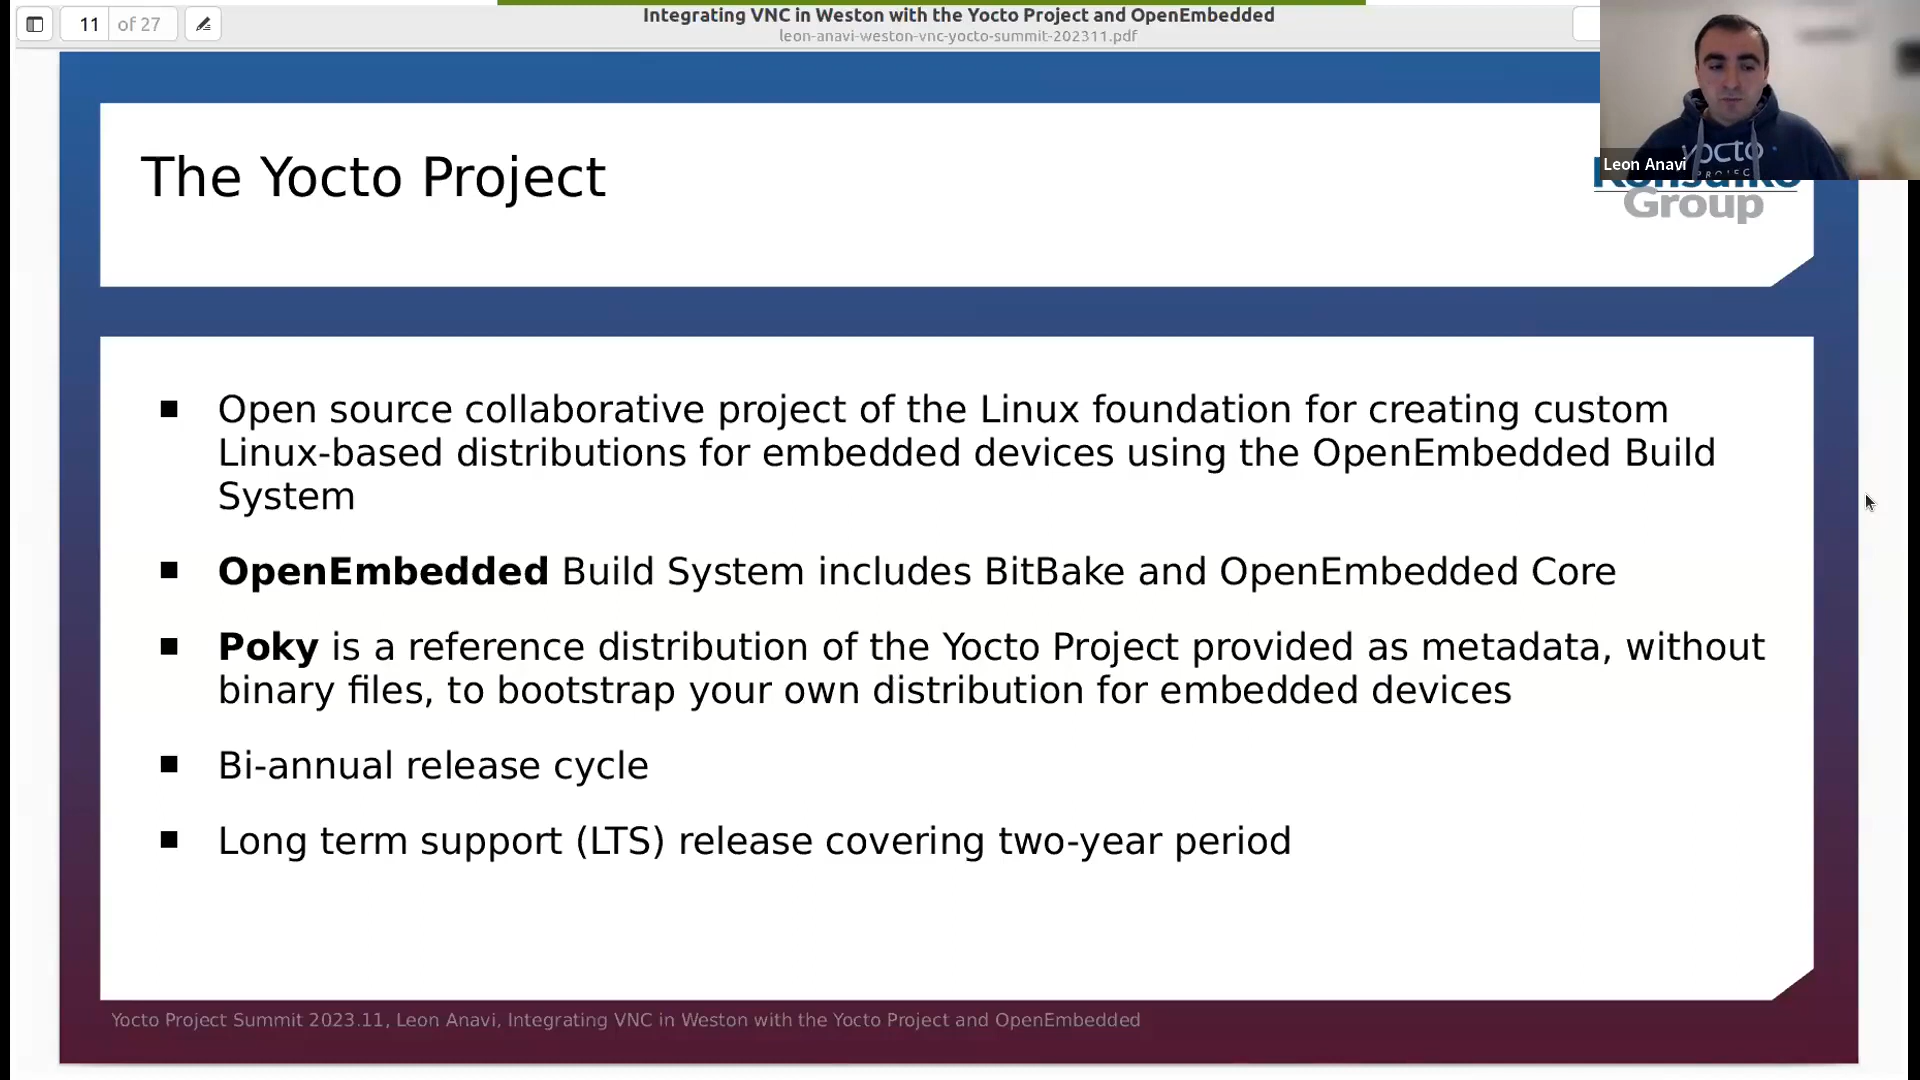 11 of 27
Integrating VNC in Weston with the Yocto Project and OpenEmbedded
leon-anavi-weston-vnc-yocto-summit-202311.pdf
yocto
PROJECT
Leon Anavi
The Yocto Project
Group
■ Open source collaborative project of the Linux foundation for creating custom
Linux-based distributions for embedded devices using the OpenEmbedded Build
System
■ OpenEmbedded Build System includes BitBake and OpenEmbedded Core
■ Poky is a reference distribution of the Yocto Project provided as metadata, without
binary files, to bootstrap your own distribution for embedded devices
■ Bi-annual release cycle
■ Long term support (LTS) release covering two-year period
Yocto Project Summit 2023.11, Leon Anavi, Integrating VNC in Weston with the Yocto Project and OpenEmbedded